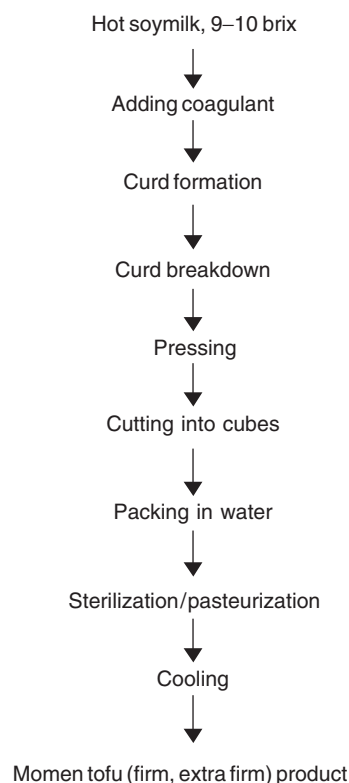 Hot soymilk, 9–10 brix
Adding coagulant
Curd formation
Curd breakdown
Pressing
Cutting into cubes
Packing in water
Sterilization/pasteurization
Cooling
Momen tofu (firm, extra firm) product